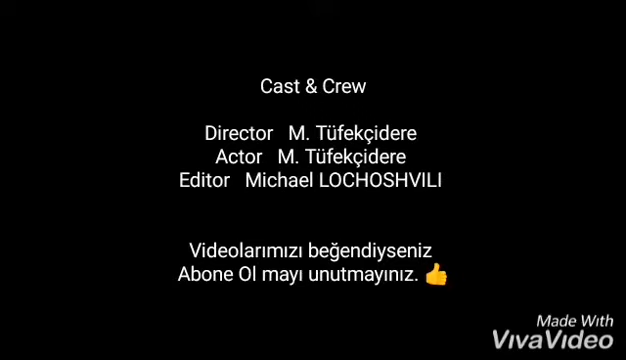 Cast & Crew
Director M. Tüfekçidere
Actor M. Tüfekçidere
Editor Michael LOCHOSHVILI
Videolarımızı beğendiyseniz
Abone Ol mayı unutmayınız. 👍
Made With
VivaVideo